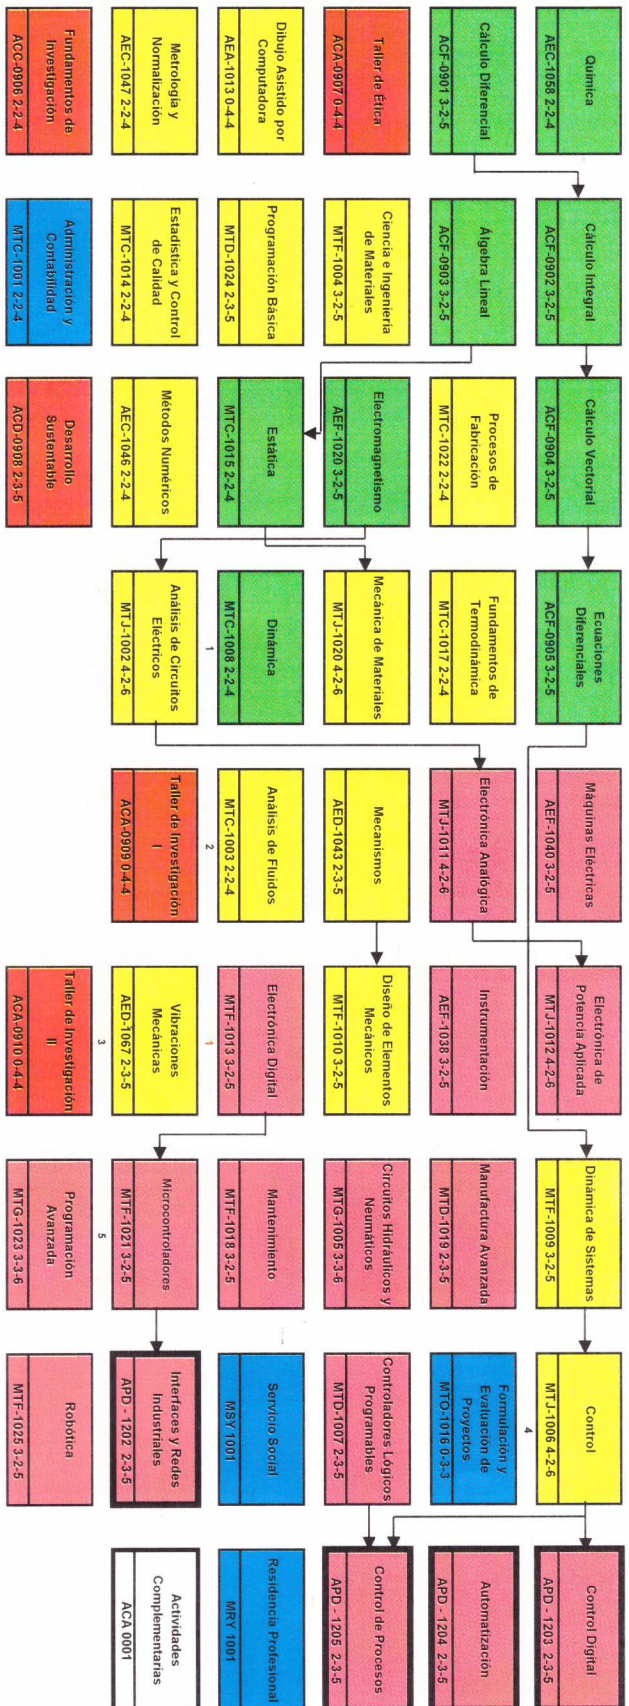 Química
AEC-1058 2-2-4
Cálculo Diferencial
ACF-0901 3-2-5
Taller de Ética
ACA-0907 0-4-4
Dibujo Asistido por
Computadora
AEA-1013 0-4-4
Metrología y
Normalización
AEC-1047 2-2-4
Fundamentos de
Investigación
ACC-0906 2-2-4
Cálculo Integral
ACF-0902 3-2-5
Álgebra Lineal
ACF-0903 3-2-5
Ciencia e Ingeniería
de Materiales
MTF-1004 3-2-5
Programación Básica
MTD-1024 2-3-5
Estadística y Control
de Calidad
MTC-1014 2-2-4
Administración y
Contabilidad
MTC-1001 2-2-4
Cálculo Vectorial
ACF-0904 3-2-5
Procesos de
Fabricación
MTC-1022 2-2-4
Electromagnetismo
AEF-1020 3-2-5
Estática
MTC-1015 2-2-4
Métodos Numéricos
AEC-1046 2-2-4
Desarrollo
Sustentable
ACD-0908 2-3-5
Ecuaciones
Diferenciales
ACF-0905 3-2-5
Fundamentos de
Termodinámica
MTC-1017 2-2-4
Mecánica de Materiales
MTJ-1020 4-2-6
Dinámica
MTC-1008 2-2-4
1
Análisis de Circuitos
Eléctricos
MTJ-1002 4-2-6
Máquinas Eléctricas
AEF-1040 3-2-5
Electrónica Analógica
MTJ-1011 4-2-6
Mecanismos
AED-1043 2-3-5
Análisis de Fluidos
MTC-1003 2-2-4
2
Taller de Investigación
I
ACA-0909 0-4-4
Electrónica de
Potencia Aplicada
MTJ-1012 4-2-6
Instrumentación
AEF-1038 3-2-5
Diseño de Elementos
Mecánicos
MTF-1010 3-2-5
Electrónica Digital
MTF-1013 3-2-5
1
Vibraciones
Mecánicas
AED-1067 2-3-5
3
Taller de Investigación
II
ACA-0910 0-4-4
Dinámica de Sistemas
MTF-1009 3-2-5
Manufactura Avanzada
MTD-1019 2-3-5
Circuitos Hidráulicos y
Neumáticos
MTG-1005 3-3-6
Mantenimiento
MTF-1018 3-2-5
Microcontroladores
MTF-1021 3-2-5
5
Programación
Avanzada
MTG-1023 3-3-6
Control
MTJ-1006 4-2-6
4
Formulación y
Evaluación de
Proyectos
MTO-1016 0-3-3
Controladores Lógicos
Programables
MTD-1007 2-3-5
Servicio Social
MSY 1001
Interfaces y Redes
Industriales
APD - 1202 2-3-5
Robótica
MTF-1025 3-2-5
Control Digital
APD - 1203 2-3-5
Automatización
APD - 1204 2-3-5
Control de Procesos
APD - 1205 2-3-5
Residencia Profesional
MRY 1001
Actividades
Complementarias
ACA 0001